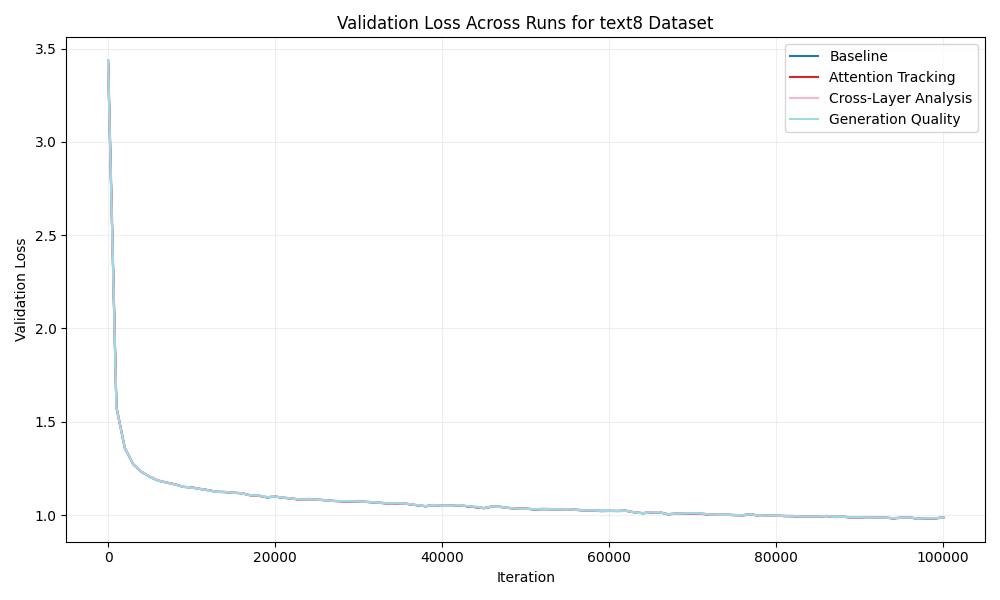 Validation Loss Across Runs for text8 Dataset
Baseline
Attention Tracking
Cross-Layer Analysis
Generation Quality
Validation Loss
3.5
3.0
2.5
2.0
1.5
1.0
0 20000 40000 60000 80000 100000
Iteration